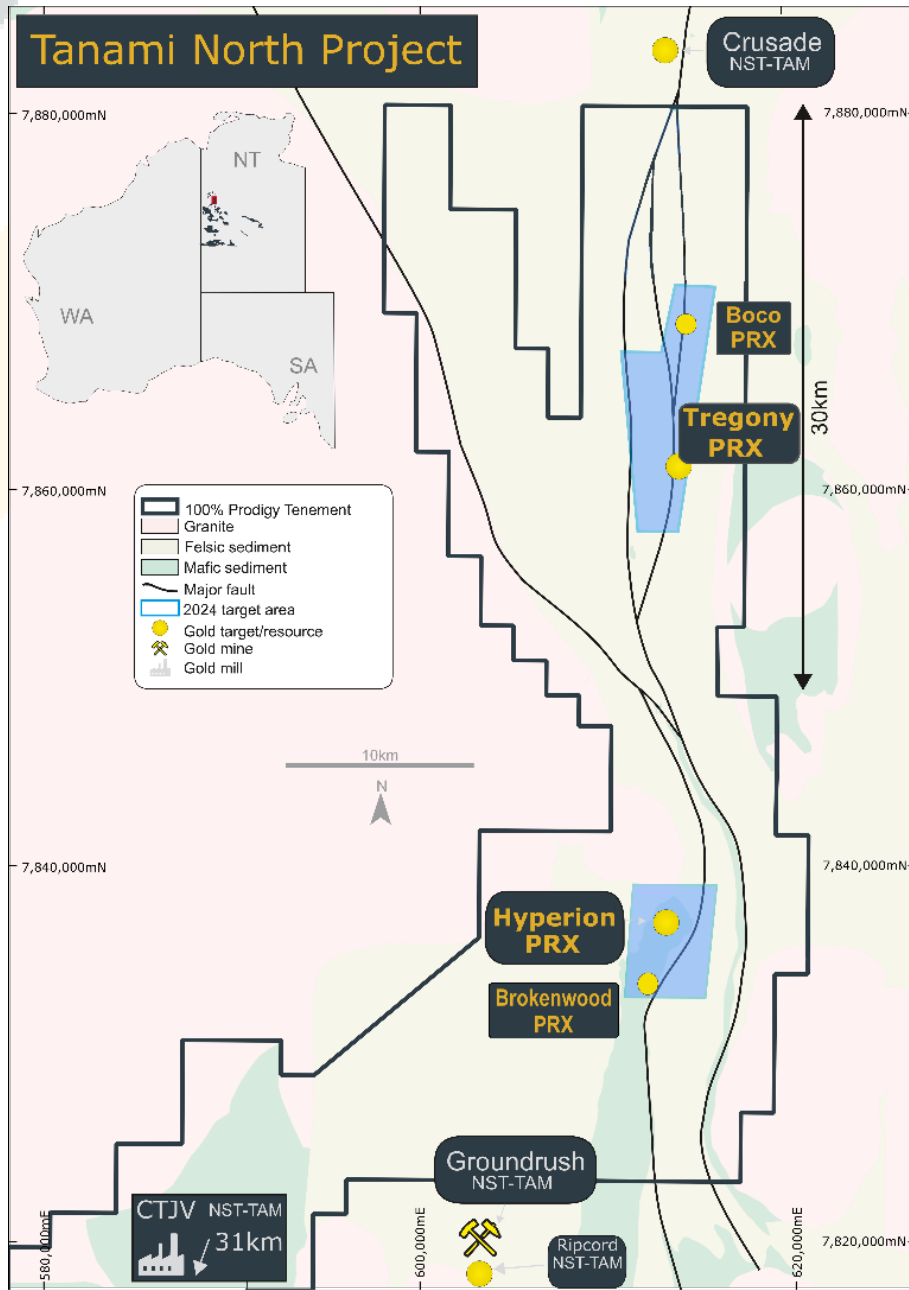 Tanami North Project
Crusade
NST-TAM
7,880,000mN
7,880,000mN
NT
WA
SA
Boco
PRX
Tregony
PRX
30km
7,860,000mN
7,860,000mN
100% Prodigy Tenement
Granite
Felsic sediment
Mafic sediment
Major fault
2024 target area
Gold target/resource
Gold mine
Gold mill
10km
N
7,840,000mN
7,840,000mN
Hyperion
PRX
Brokenwood
PRX
Groundrush
NST-TAM
CTJV NST-TAM
31km
Ripcord
NST-TAM
7,820,000mN
580,000mE
600,000mE
620,000mE